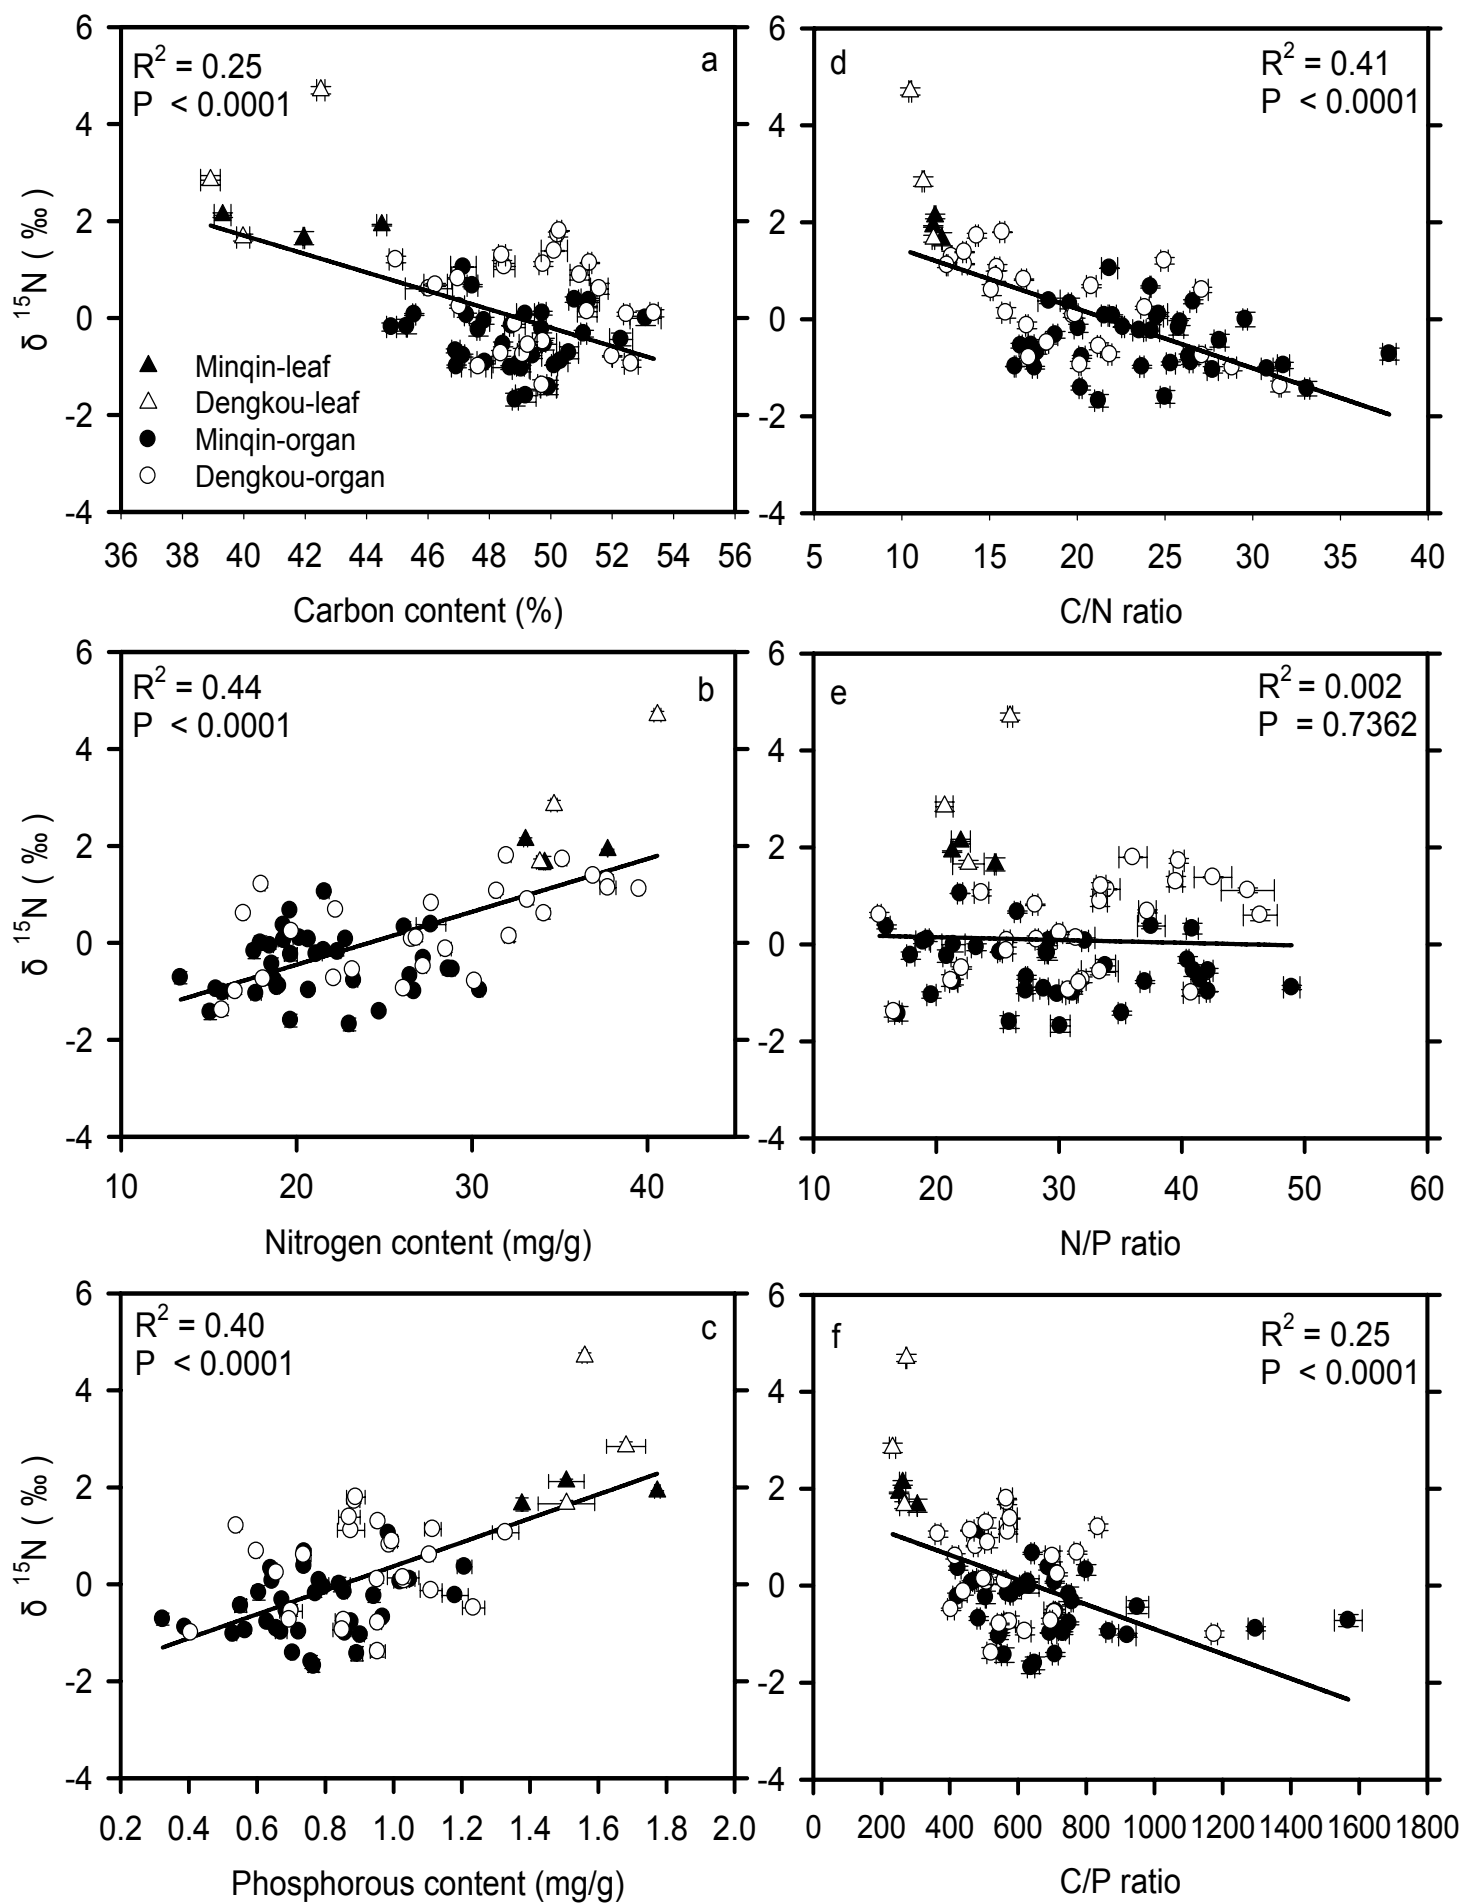 R² = 0.25
P < 0.0001
a
6
4
2
0
-2
-4
δ ¹⁵N ( ‰ )
Minqin-leaf
Dengkou-leaf
Minqin-organ
Dengkou-organ
36 38 40 42 44 46 48 50 52 54 56
Carbon content (%)
d
R² = 0.41
P < 0.0001
6
4
2
0
-2
-4
5 10 15 20 25 30 35 40
C/N ratio
R² = 0.44
P < 0.0001
b
6
4
2
0
-2
-4
δ ¹⁵N ( ‰ )
10 20 30 40
Nitrogen content (mg/g)
e
R² = 0.002
P = 0.7362
6
4
2
0
-2
-4
10 20 30 40 50 60
N/P ratio
R² = 0.40
P < 0.0001
c
6
4
2
0
-2
-4
δ ¹⁵N ( ‰ )
0.2 0.4 0.6 0.8 1.0 1.2 1.4 1.6 1.8 2.0
Phosphorous content (mg/g)
f
R² = 0.25
P < 0.0001
6
4
2
0
-2
-4
0 200 400 600 800 1000 1200 1400 1600 1800
C/P ratio